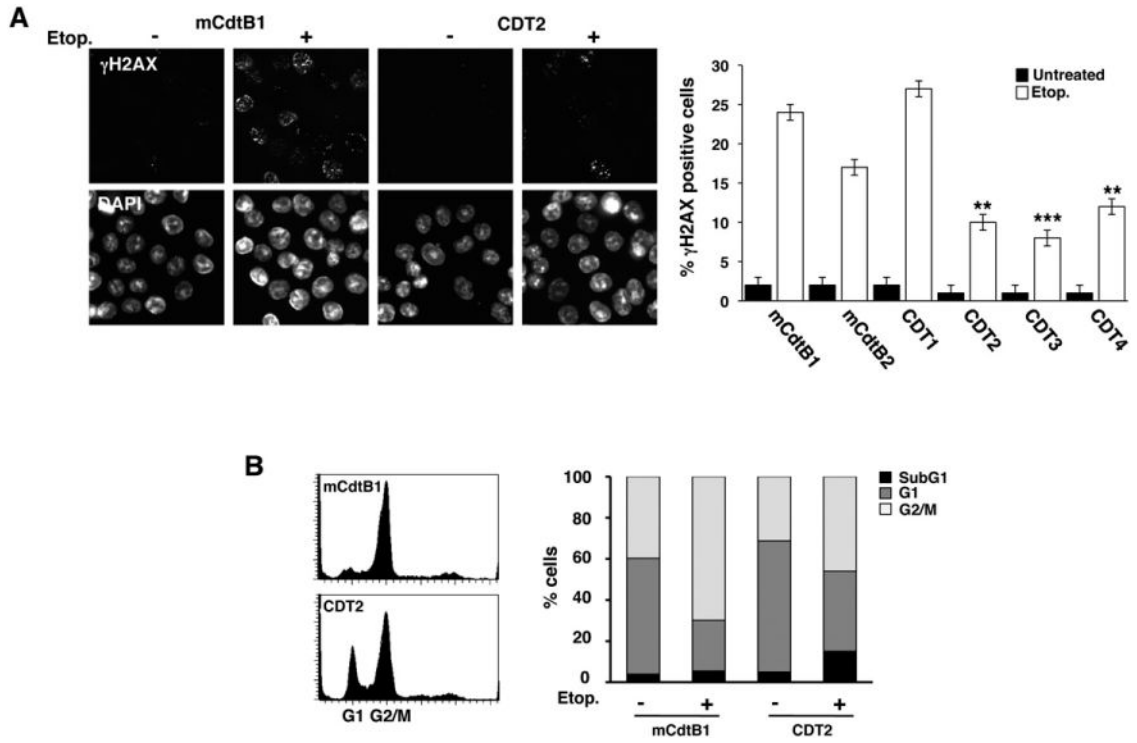 A
mCdtB1 CDT2
Etop. - + - +
γH2AX
DAPI
% γH2AX positive cells
30
25
20
15
10
5
0
Untreated
Etop.
** *** **
mCdtB1 mCdtB2 CDT1 CDT2 CDT3 CDT4
B
mCdtB1
CDT2
G1 G2/M
% cells
100
80
60
40
20
0
SubG1
G1
G2/M
Etop. - + - +
mCdtB1 CDT2